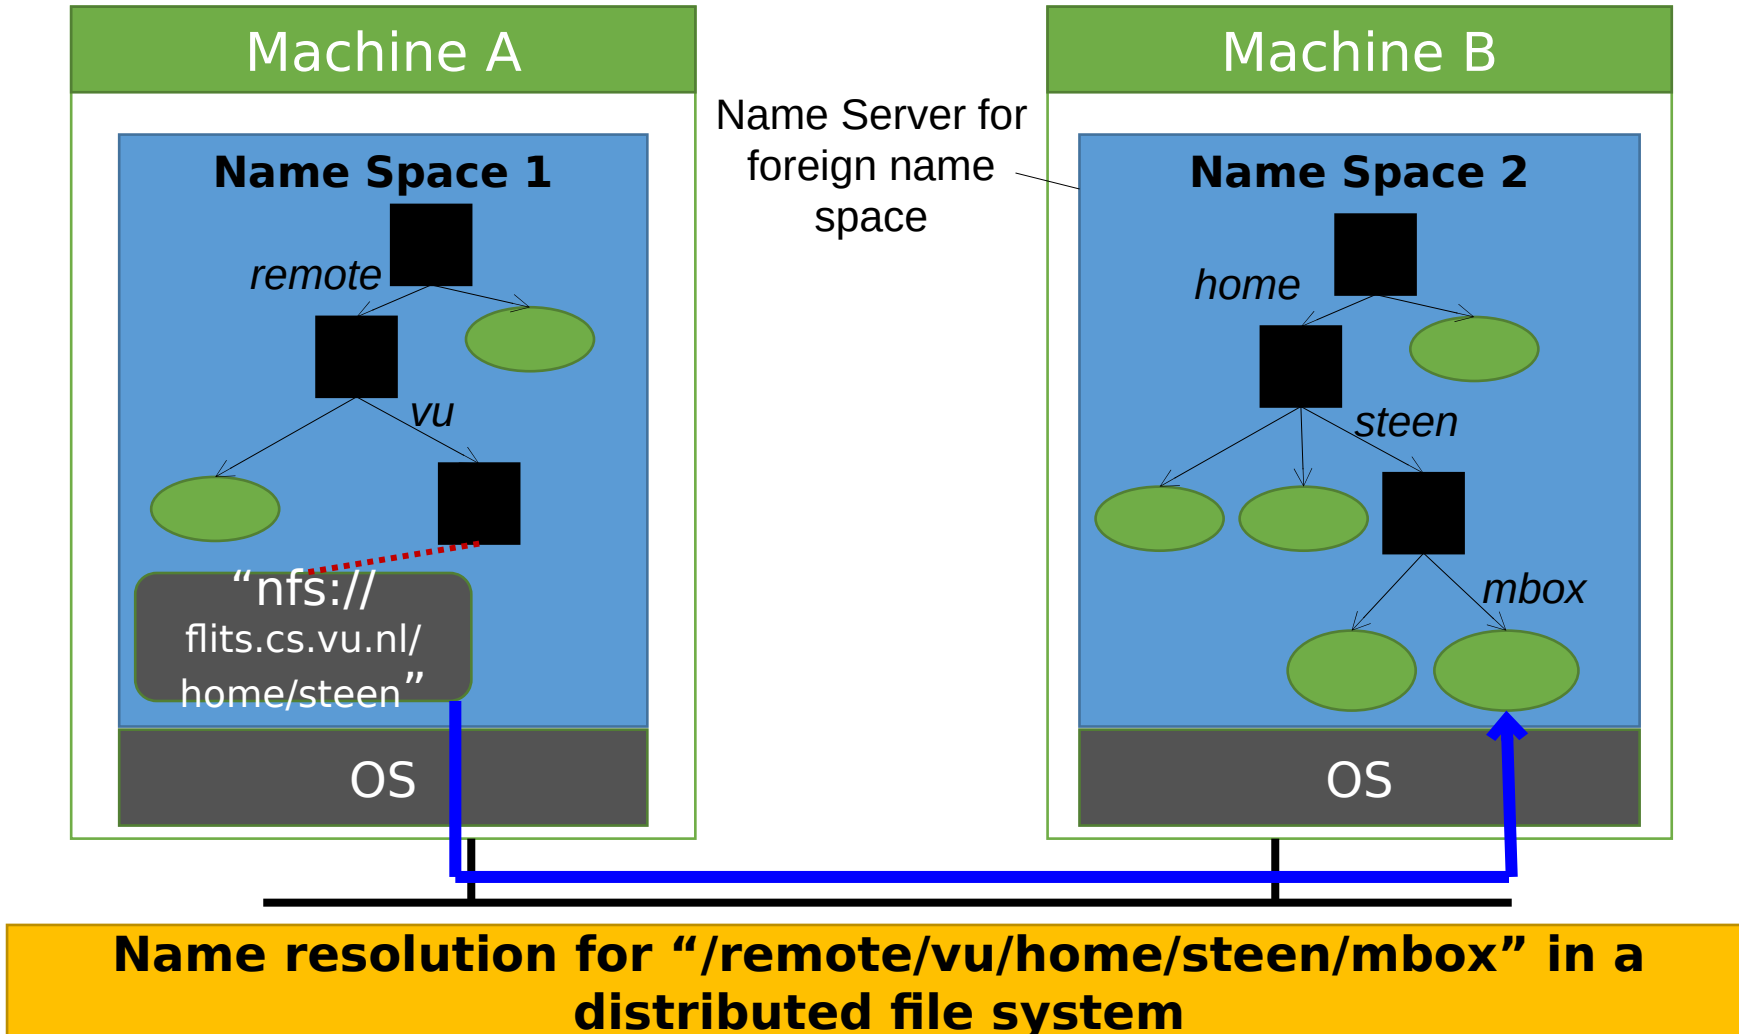 Machine A
Machine B
Name Server for
foreign name
space
Name Space 1
remote
vu
“nfs://
flits.cs.vu.nl/
home/steen”
OS
Name Space 2
home
steen
mbox
OS
Name resolution for “/remote/vu/home/steen/mbox” in a
distributed file system